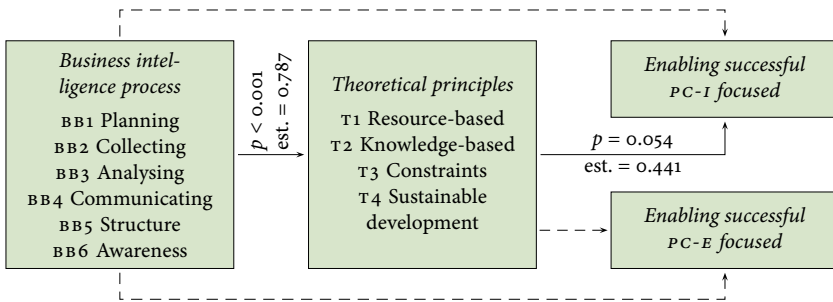 Business intel-
ligence process
BB1 Planning
BB2 Collecting
BB3 Analysing
BB4 Communicating
BB5 Structure
BB6 Awareness
p < 0.001
est. = 0.787
Theoretical principles
T1 Resource-based
T2 Knowledge-based
T3 Constraints
T4 Sustainable
development
p = 0.054
est. = 0.441
Enabling successful
PC-I focused
Enabling successful
PC-E focused